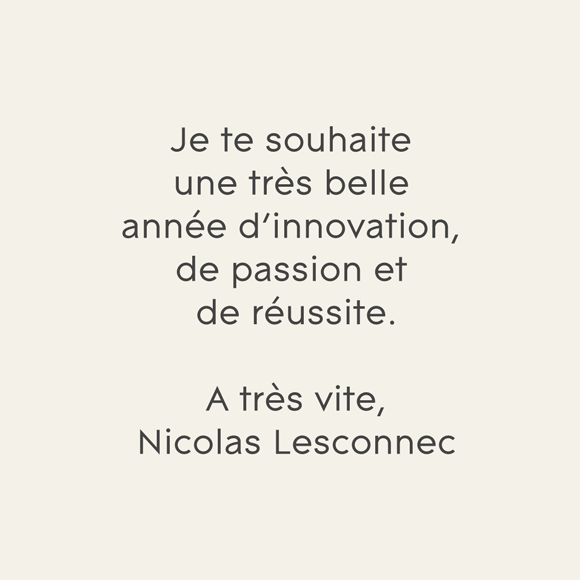 Je te souhaite
une très belle
année d’innovation,
de passion et
de réussite.
A très vite,
Nicolas Lesconnec